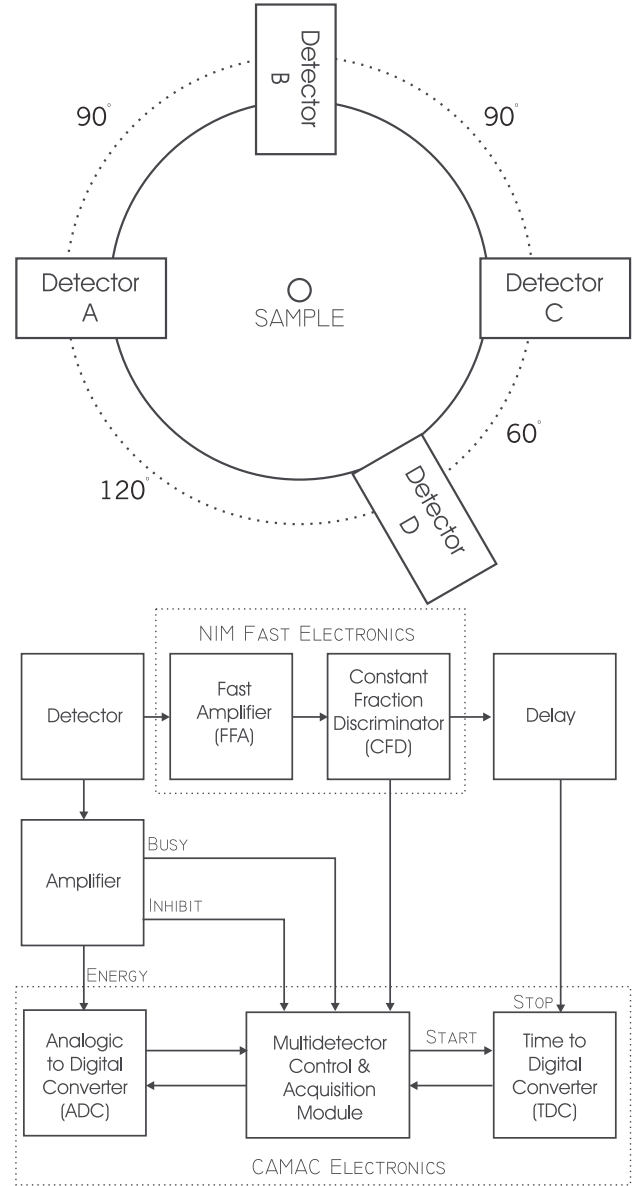 Detector
B
90°
90°
Detector
A
SAMPLE
Detector
C
60°
120°
Detector
D
NIM FAST ELECTRONICS
Detector
Fast
Amplifier
(FFA)
Constant
Fraction
Discriminator
(CFD)
Delay
Amplifier
BUSY
INHIBIT
ENERGY
STOP
Analogic
to Digital
Converter
(ADC)
Multidetector
Control &
Acquisition
Module
START
Time to
Digital
Converter
(TDC)
CAMAC ELECTRONICS